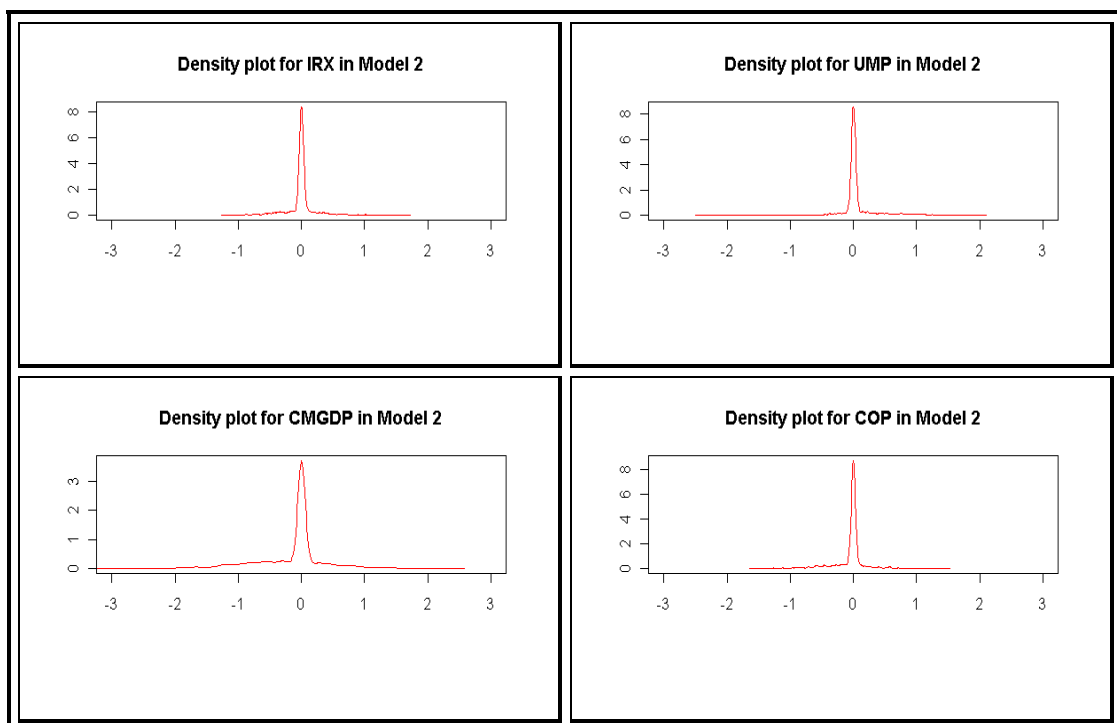 Density plot for IRX in Model 2
8
6
4
2
0
-3 -2 -1 0 1 2 3
Density plot for UMP in Model 2
8
6
4
2
0
-3 -2 -1 0 1 2 3
Density plot for CMGDP in Model 2
3
2
1
0
-3 -2 -1 0 1 2 3
Density plot for COP in Model 2
8
6
4
2
0
-3 -2 -1 0 1 2 3